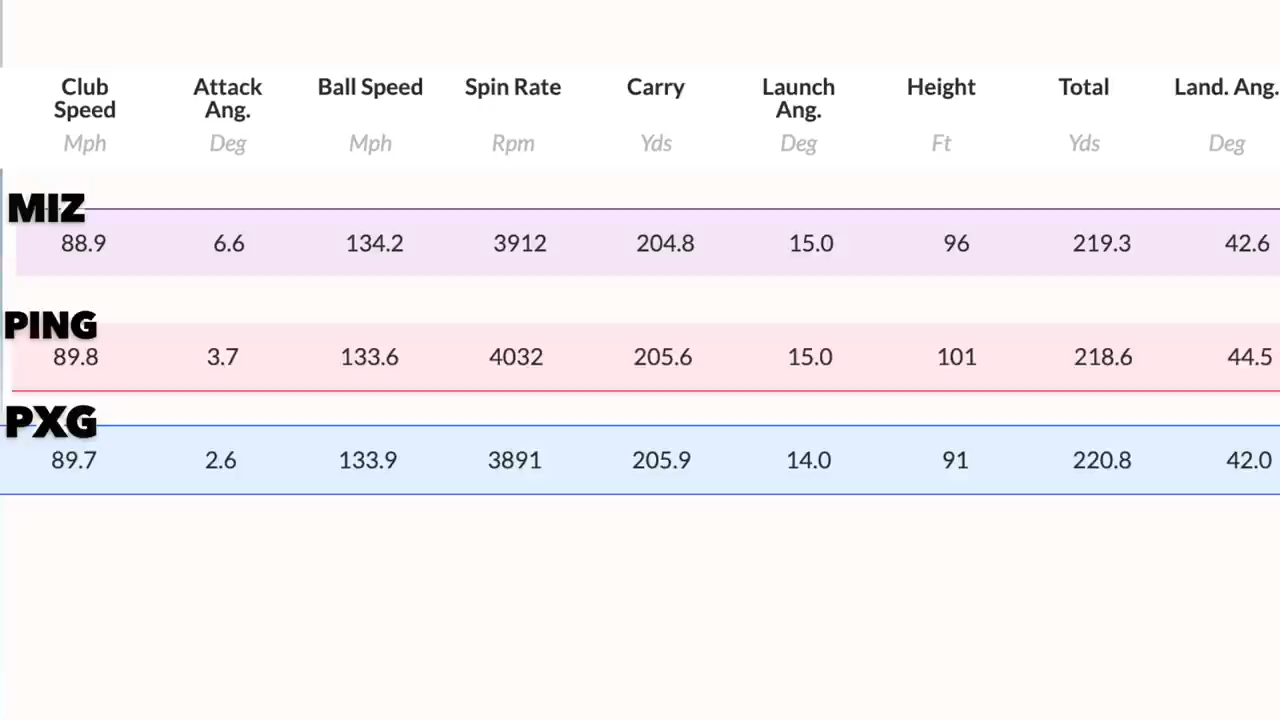 Club Speed Attack Ang. Ball Speed Spin Rate Carry Launch Ang. Height Total Land. Ang.
Mph Deg Mph Rpm Yds Deg Ft Yds Deg
MIZ
88.9 6.6 134.2 3912 204.8 15.0 96 219.3 42.6
PING
89.8 3.7 133.6 4032 205.6 15.0 101 218.6 44.5
PXG
89.7 2.6 133.9 3891 205.9 14.0 91 220.8 42.0